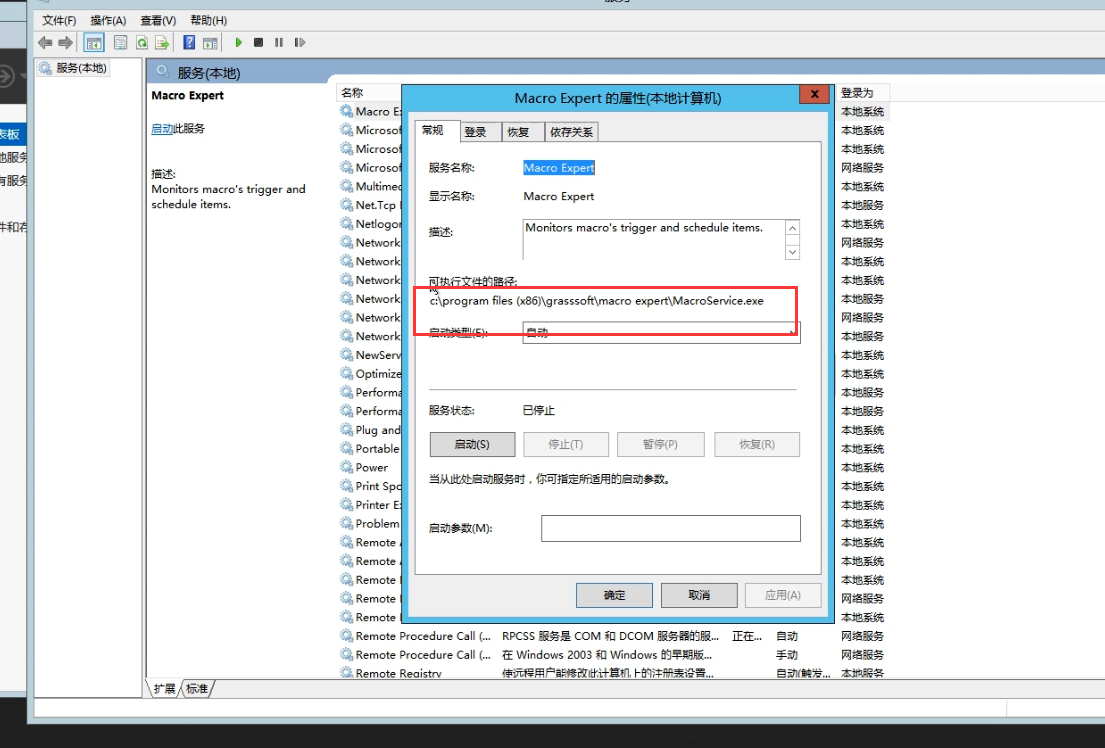 服务
文件(F) 操作(A) 查看(V) 帮助(H)
服务(本地)
服务(本地)
Macro Expert
启动此服务
描述:
Monitors macro's trigger and
schedule items.
名称
登录为
Macro E 本地系统
Microsof 本地系统
Microsof 本地系统
Microsof 网络服务
Multimed 本地系统
Net.Tcp 本地服务
Netlogon 本地系统
Network 网络服务
Network 本地系统
Network 本地系统
Network 本地服务
Network 网络服务
Network 本地服务
NewServ 本地系统
Optimize 本地系统
Performa 本地服务
Performa 本地服务
Plug and 本地系统
Portable 本地系统
Power 本地系统
Print Spo 本地系统
Printer Ex 本地系统
Problem 本地系统
Remote 本地系统
Remote 本地系统
Remote 本地系统
Remote 网络服务
Remote 本地系统
Remote Procedure Call (... RPCSS 服务是 COM 和 DCOM 服务器的服... 正在... 自动 网络服务
Remote Procedure Call (... 在 Windows 2003 和 Windows 的早期版... 手动 网络服务
Remote Registry 使远程用户能修改此计算机上的注册表设置... 自动(触发... 本地服务
扩展 标准
Macro Expert 的属性(本地计算机)
x
常规 登录 恢复 依存关系
服务名称: Macro Expert
显示名称: Macro Expert
描述: Monitors macro's trigger and schedule items.
可执行文件的路径:
c:\program files (x86)\grasssoft\macro expert\MacroService.exe
启动类型(E): 自动
服务状态: 已停止
启动(S) 停止(T) 暂停(P) 恢复(R)
当从此处启动服务时，你可指定所适用的启动参数。
启动参数(M):
确定 取消 应用(A)
表板
也服务
有服务
件和存